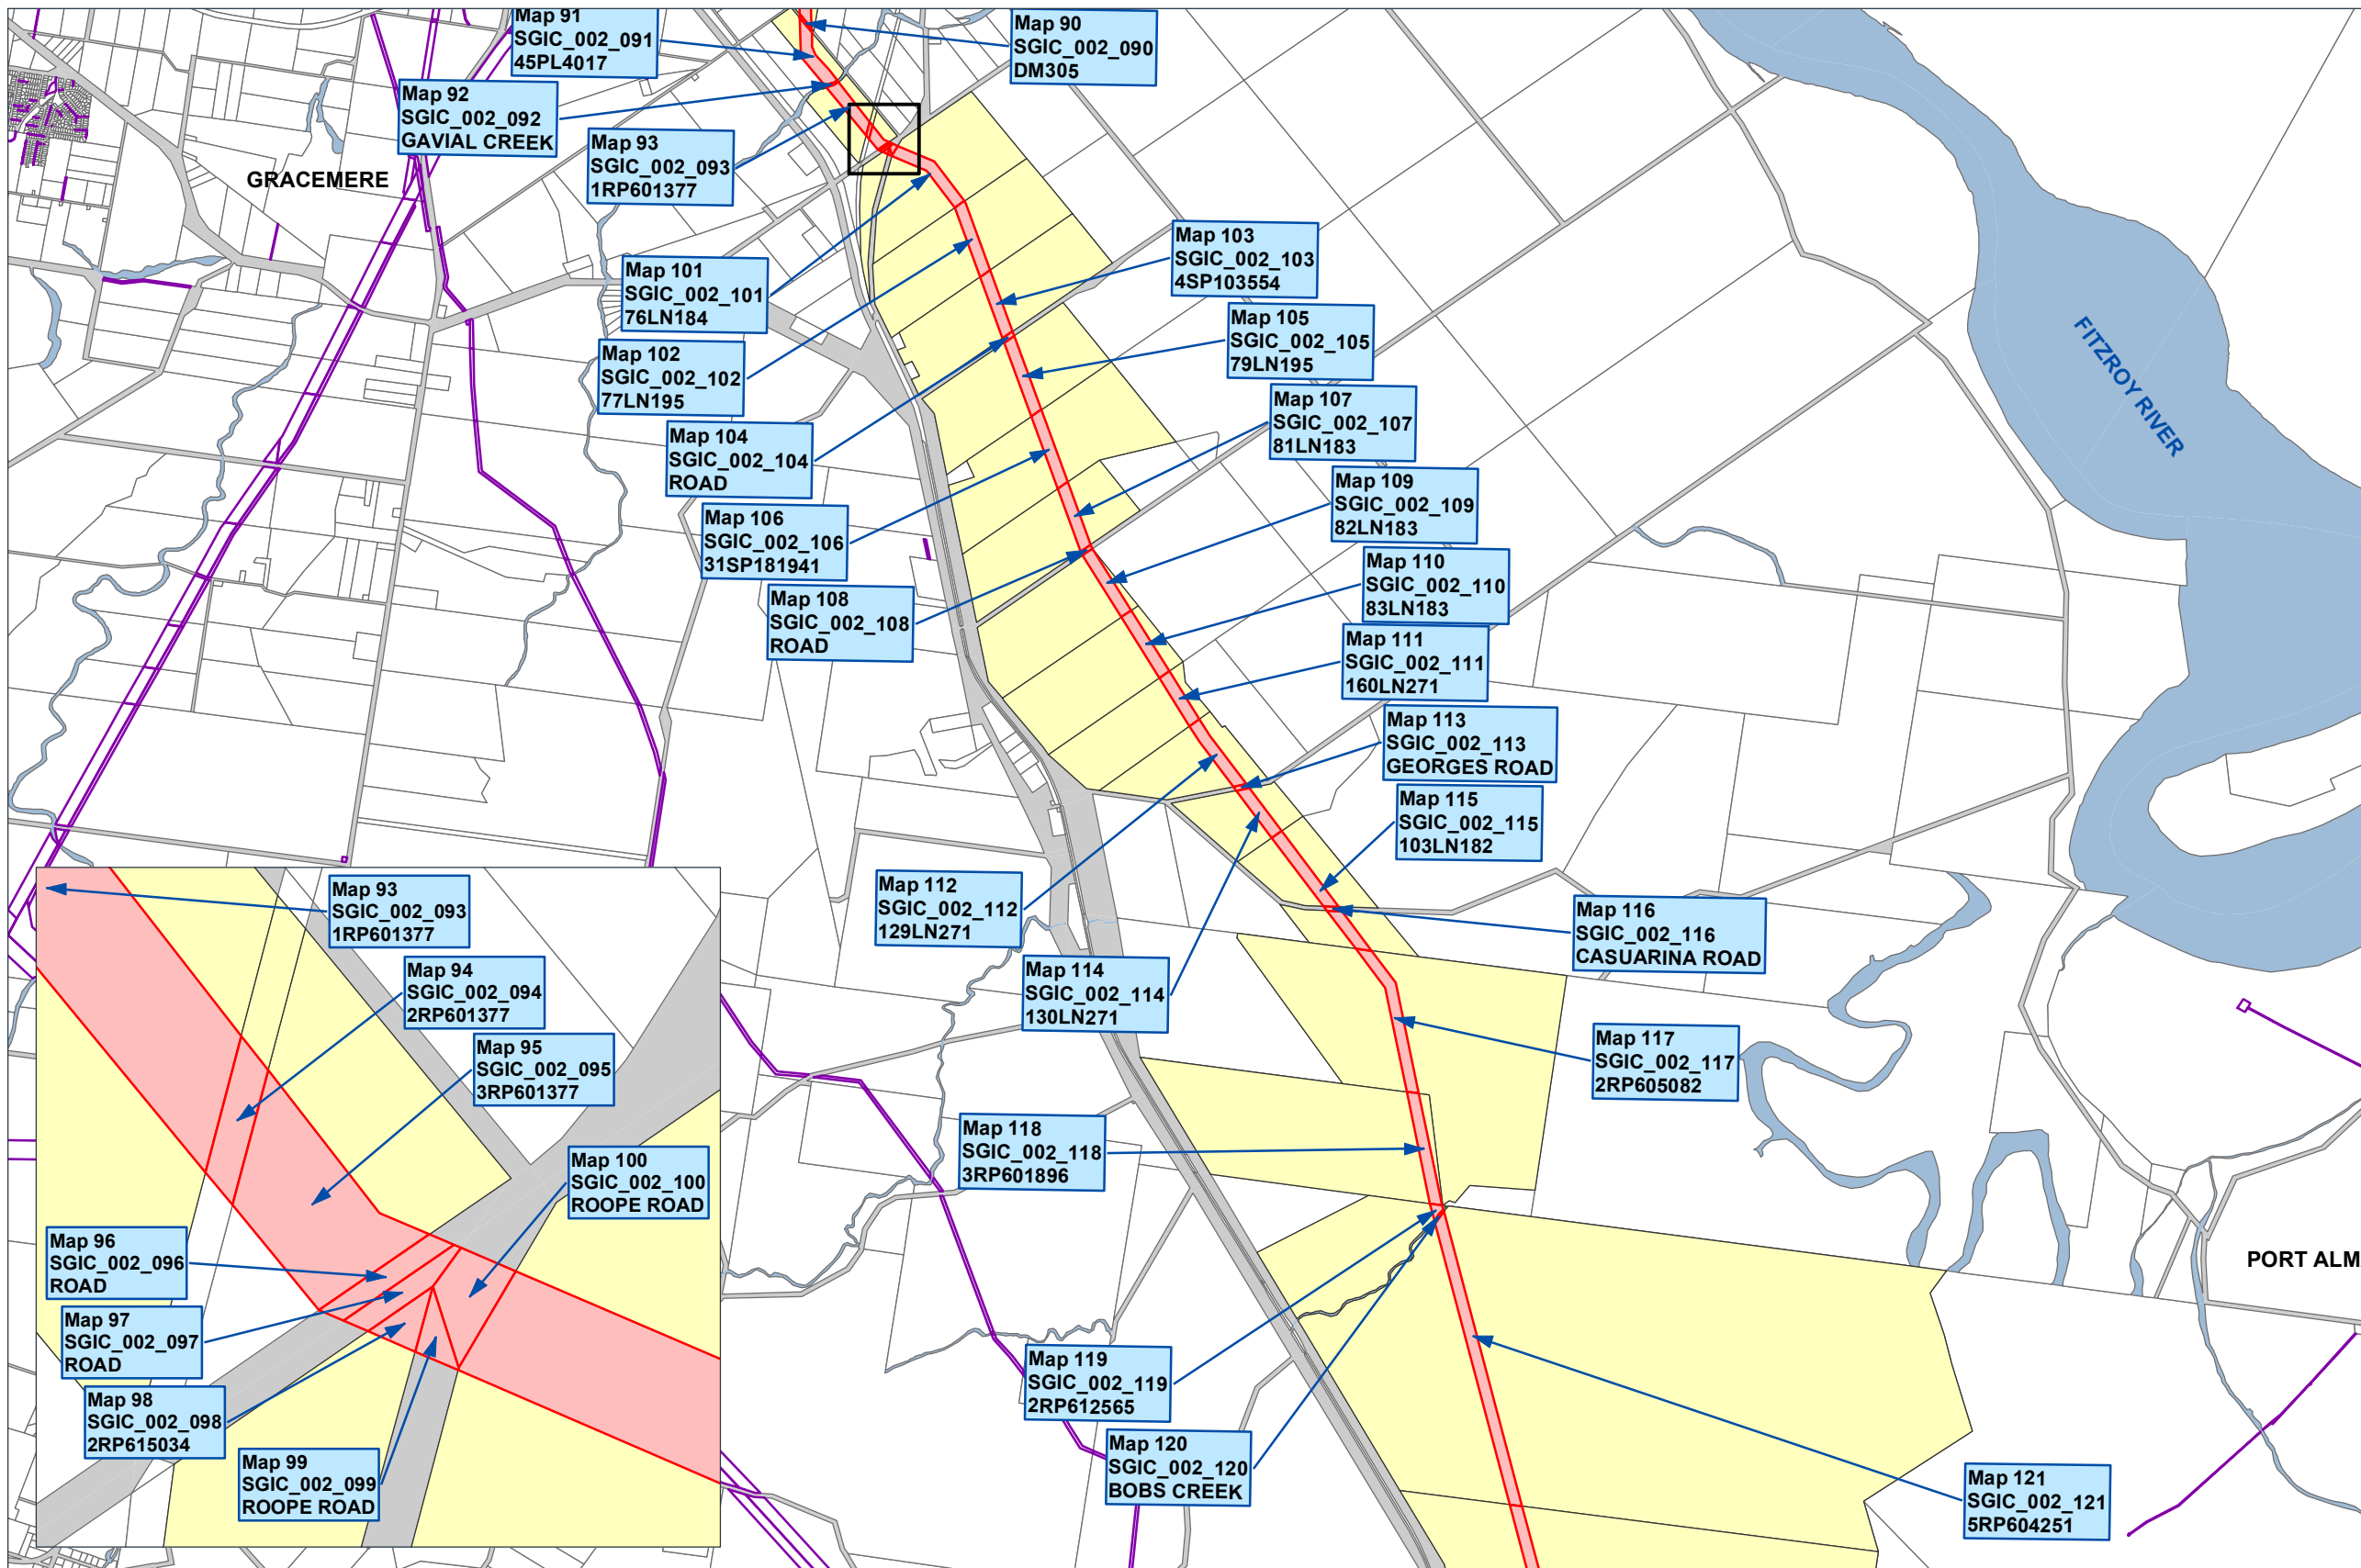 Map 91
SGIC_002_091
45PL4017
Map 90
SGIC_002_090
DM305
Map 92
SGIC_002_092
GAVIAL CREEK
Map 93
SGIC_002_093
1RP601377
GRACEMERE
Map 101
SGIC_002_101
76LN184
Map 103
SGIC_002_103
4SP103554
Map 102
SGIC_002_102
77LN195
Map 105
SGIC_002_105
79LN195
FITZROY RIVER
Map 104
SGIC_002_104
ROAD
Map 107
SGIC_002_107
81LN183
Map 106
SGIC_002_106
31SP181941
Map 109
SGIC_002_109
82LN183
Map 108
SGIC_002_108
ROAD
Map 110
SGIC_002_110
83LN183
Map 111
SGIC_002_111
160LN271
Map 113
SGIC_002_113
GEORGES ROAD
Map 115
SGIC_002_115
103LN182
Map 112
SGIC_002_112
129LN271
Map 116
SGIC_002_116
CASUARINA ROAD
Map 114
SGIC_002_114
130LN271
Map 117
SGIC_002_117
2RP605082
Map 118
SGIC_002_118
3RP601896
PORT ALM
Map 119
SGIC_002_119
2RP612565
Map 120
SGIC_002_120
BOBS CREEK
Map 121
SGIC_002_121
5RP604251
Map 93
SGIC_002_093
1RP601377
Map 94
SGIC_002_094
2RP601377
Map 95
SGIC_002_095
3RP601377
Map 100
SGIC_002_100
ROOPE ROAD
Map 96
SGIC_002_096
ROAD
Map 97
SGIC_002_097
ROAD
Map 98
SGIC_002_098
2RP615034
Map 99
SGIC_002_099
ROOPE ROAD